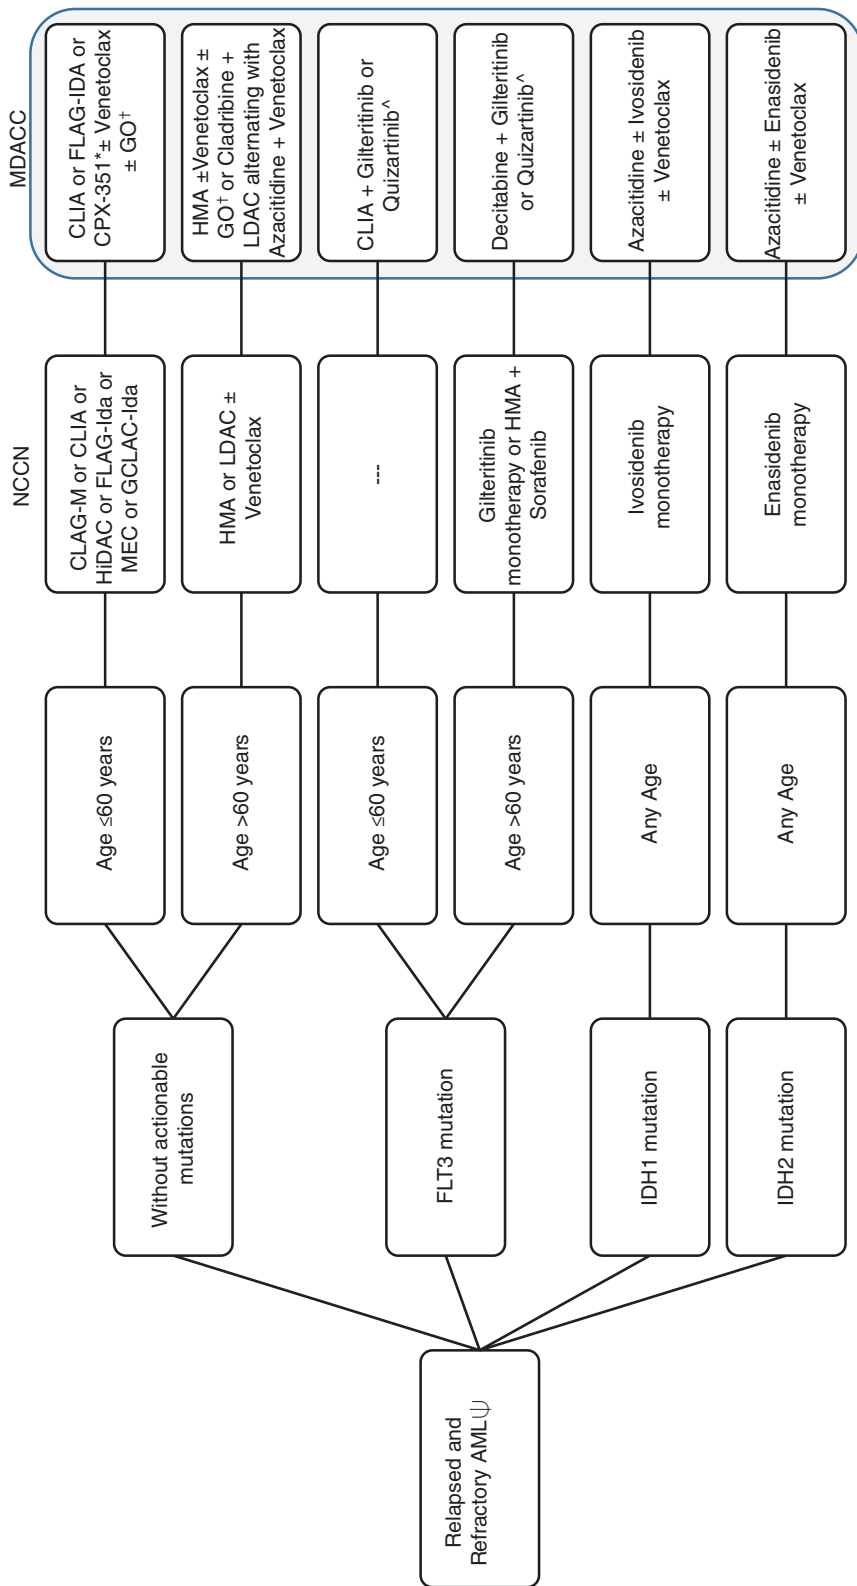 NCCN
MDACC
Relapsed and
Refractory AMLψ
Without actionable
mutations
Age ≤60 years
CLAG-M or CLIA or
HiDAC or FLAG-Ida or
MEC or GCLAC-Ida
CLIA or FLAG-IDA or
CPX-351*± Venetoclax
± GO†
Age >60 years
HMA or LDAC ±
Venetoclax
HMA ±Venetoclax ±
GO† or Cladribine +
LDAC alternating with
Azacitidine + Venetoclax
FLT3 mutation
Age ≤60 years
---
CLIA + Gilteritinib or
Quizartinib^
Age >60 years
Gilteritinib
monotherapy or HMA +
Sorafenib
Decitabine + Gilteritinib
or Quizartinib^
IDH1 mutation
Any Age
Ivosidenib
monotherapy
Azacitidine ± Ivosidenib
± Venetoclax
IDH2 mutation
Any Age
Enasidenib
monotherapy
Azacitidine ± Enasidenib
± Venetoclax